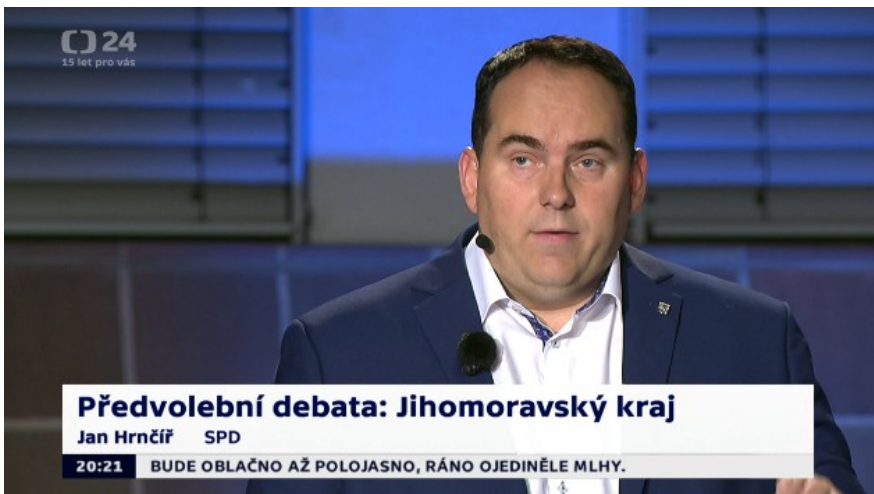 24
15 let pro vás
Předvolební debata: Jihomoravský kraj
Jan Hrnčíř SPD
20:21 BUDE OBLAČNO AŽ POLOJASNO, RÁNO OJEDINĚLE MLHY.